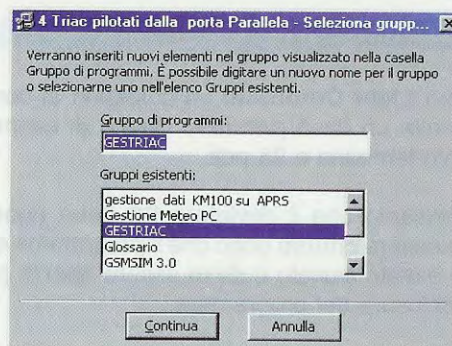 4 Triac pilotati dalla porta Parallela - Seleziona grupp...
Verranno inseriti nuovi elementi nel gruppo visualizzato nella casella
Gruppo di programmi. È possibile digitare un nuovo nome per il gruppo
o selezionarne uno nell'elenco Gruppi esistenti.
Gruppo di programmi:
GESTRIAC
Gruppi esistenti:
gestione dati KM100 su APRS
Gestione Meteo PC
GESTRIAC
Glossario
GSMSIM 3.0
Continua
Annulla